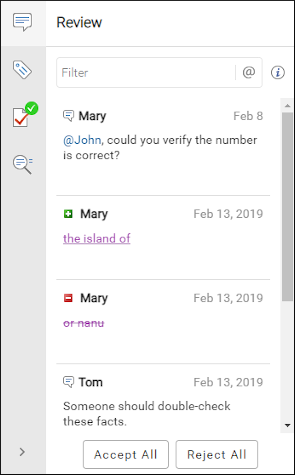 Review
Filter @ i
Mary Feb 8
@John, could you verify the number
is correct?
Mary Feb 13, 2019
the island of
Mary Feb 13, 2019
or nanu
Tom Feb 13, 2019
Someone should double-check
these facts.
Accept All Reject All